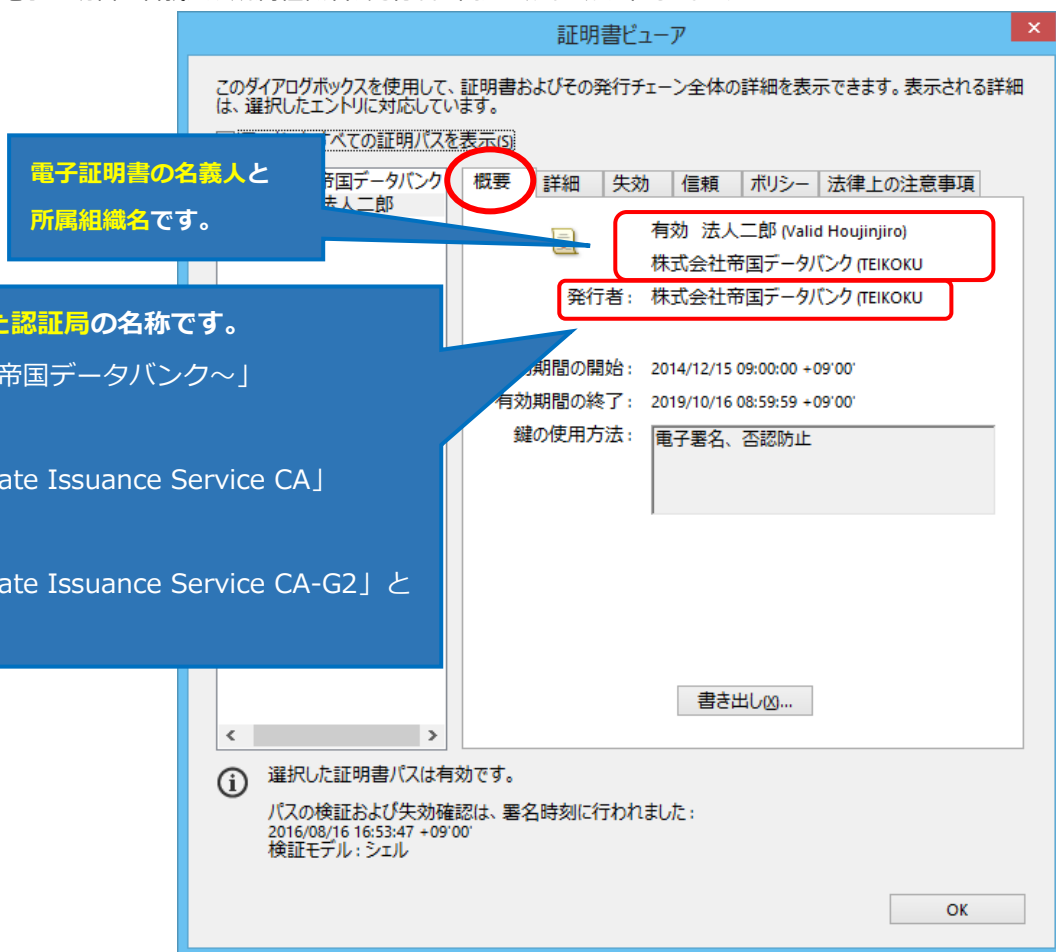 証明書ビューア
このダイアログボックスを使用して、証明書およびその発行チェーン全体の詳細を表示できます。表示される詳細
は、選択したエントリに対応しています。
すべての証明パスを表示(S)
電子証明書の名義人と
所属組織名です。
帝国データバンク
法人二郎
概要
詳細
失効
信頼
ポリシー
法律上の注意事項
有効 法人二郎 (Valid Houjinjiro)
株式会社帝国データバンク (TEIKOKU
発行者: 株式会社帝国データバンク (TEIKOKU
た認証局の名称です。
帝国データバンク～」
ate Issuance Service CA」
ate Issuance Service CA-G2」と
期間の開始: 2014/12/15 09:00:00 +09'00'
有効期間の終了: 2019/10/16 08:59:59 +09'00'
鍵の使用方法: 電子署名、否認防止
書き出し(X)...
選択した証明書パスは有効です。
パスの検証および失効確認は、署名時刻に行われました:
2016/08/16 16:53:47 +09'00'
検証モデル: シェル
OK